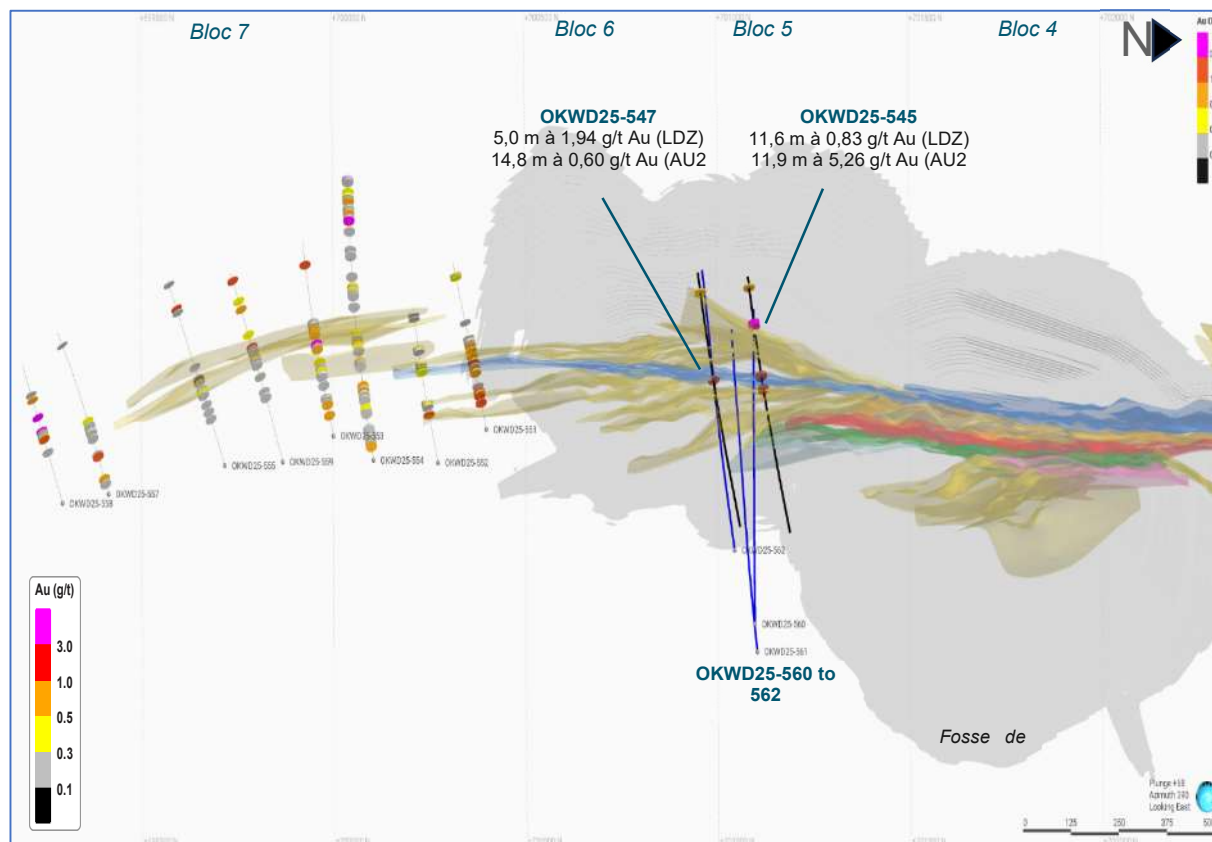 Bloc 7
Bloc 6
Bloc 5
Bloc 4
N
Au
OKWD25-547
5,0 m à 1,94 g/t Au (LDZ)
14,8 m à 0,60 g/t Au (AU2
OKWD25-545
11,6 m à 0,83 g/t Au (LDZ)
11,9 m à 5,26 g/t Au (AU2
OKWD25-558
OKWD25-557
OKWD25-555
OKWD25-559
OKWD25-553
OKWD25-554
OKWD25-552
OKWD25-551
OKWD25-562
OKWD25-560
OKWD25-561
OKWD25-560 to
562
Fosse de
Au (g/t)
3.0
1.0
0.5
0.3
0.1
Looking East
0 125 250 375 500